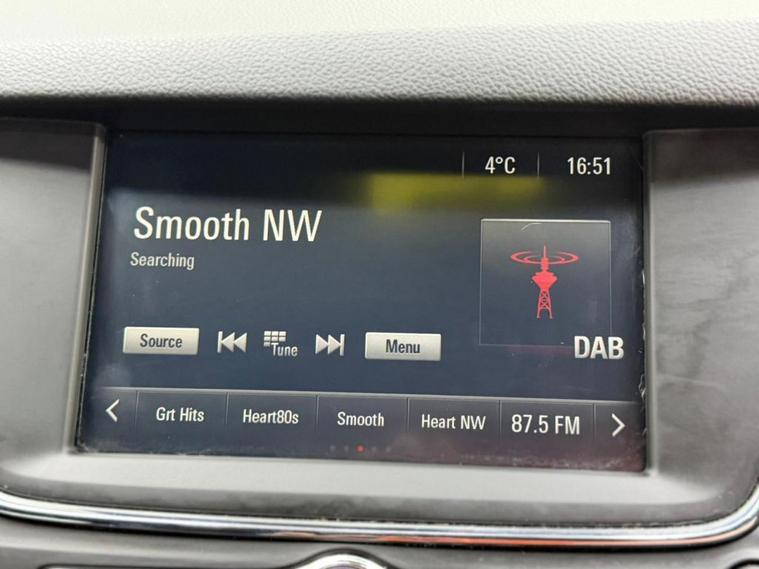 4°C 16:51
Smooth NW
Searching
Source Tune Menu
DAB
Grt Hits Heart80s Smooth Heart NW 87.5 FM